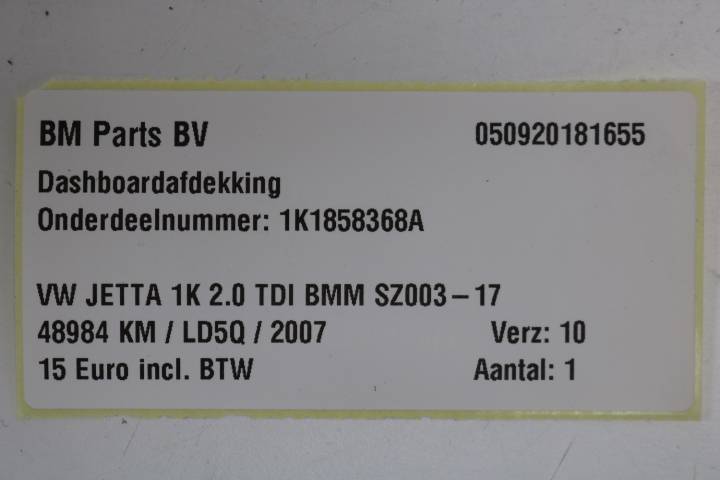 BM Parts BV 050920181655
Dashboardafdekking
Onderdeelnummer: 1K1858368A
VW JETTA 1K 2.0 TDI BMM SZ003-17
48984 KM / LD5Q / 2007 Verz: 10
15 Euro incl. BTW Aantal: 1